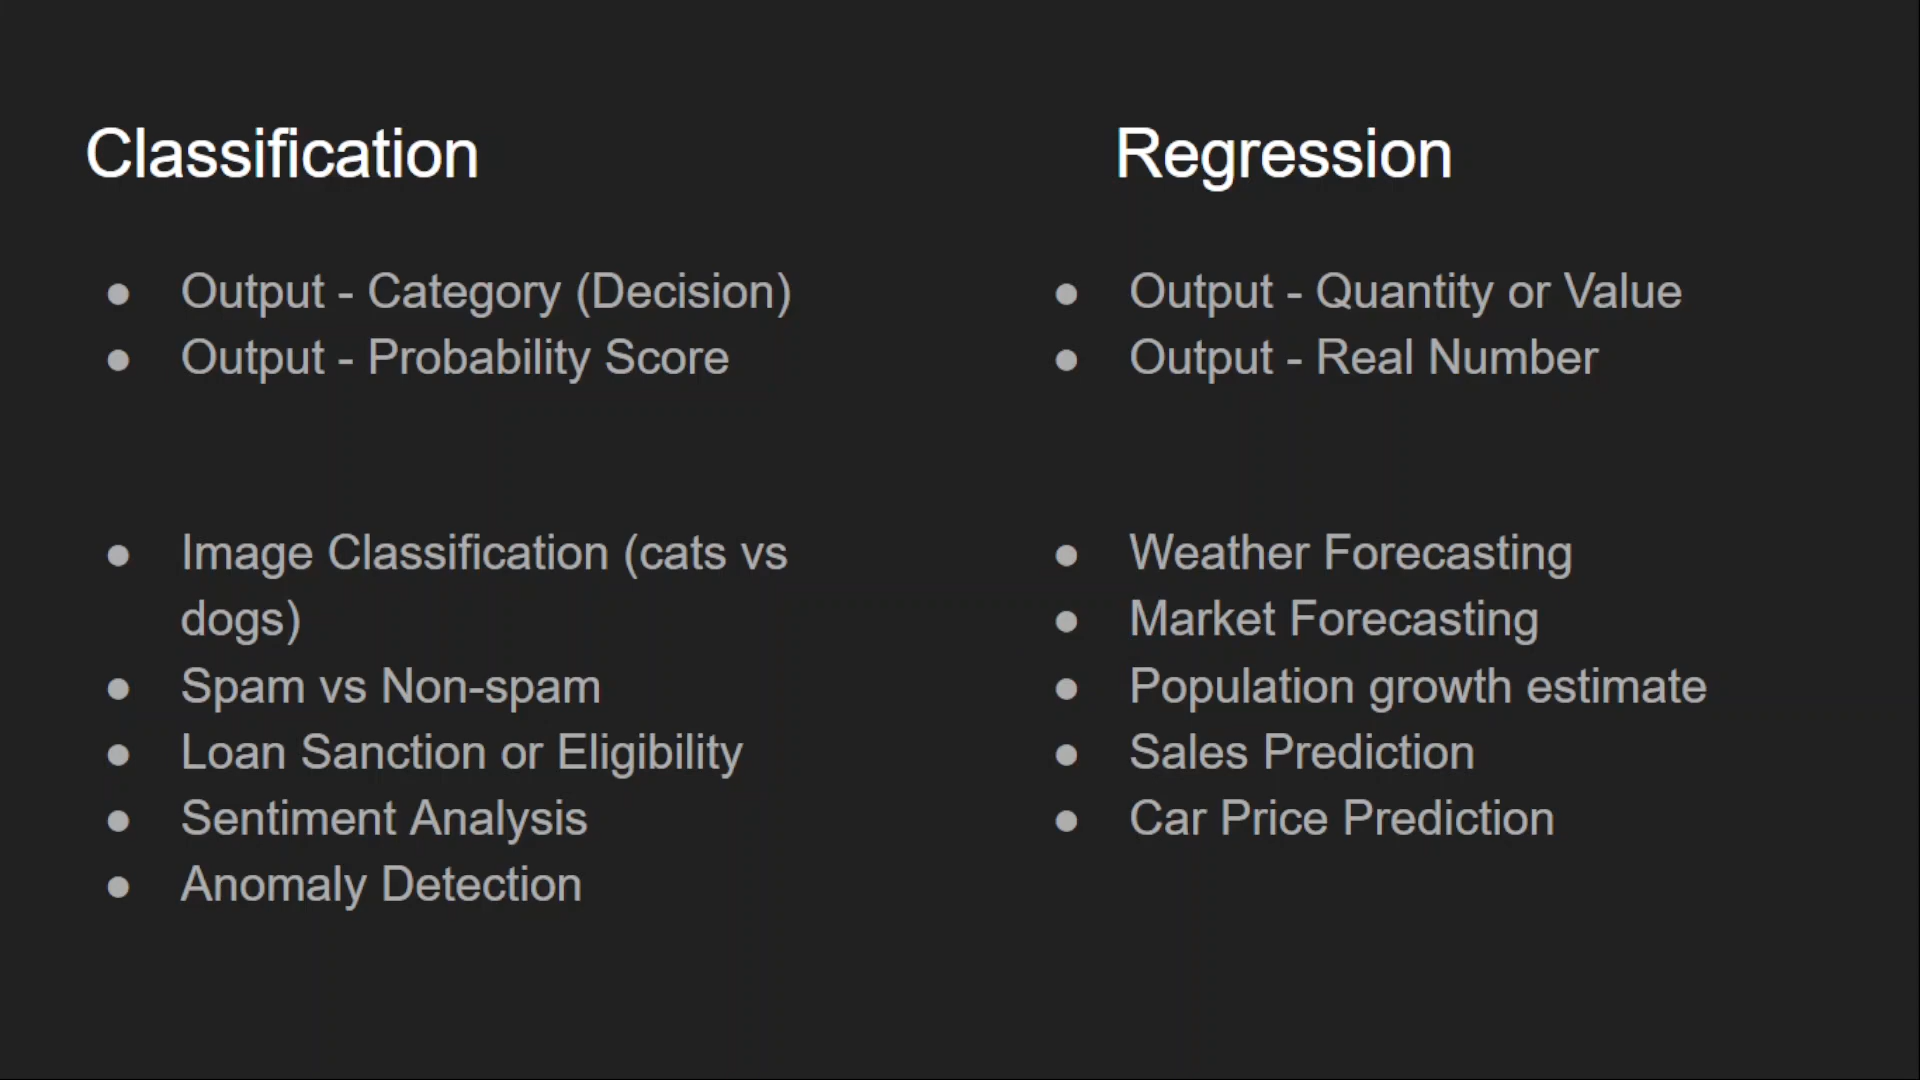 Classification
● Output - Category (Decision)
● Output - Probability Score
● Image Classification (cats vs
dogs)
● Spam vs Non-spam
● Loan Sanction or Eligibility
● Sentiment Analysis
● Anomaly Detection
Regression
● Output - Quantity or Value
● Output - Real Number
● Weather Forecasting
● Market Forecasting
● Population growth estimate
● Sales Prediction
● Car Price Prediction